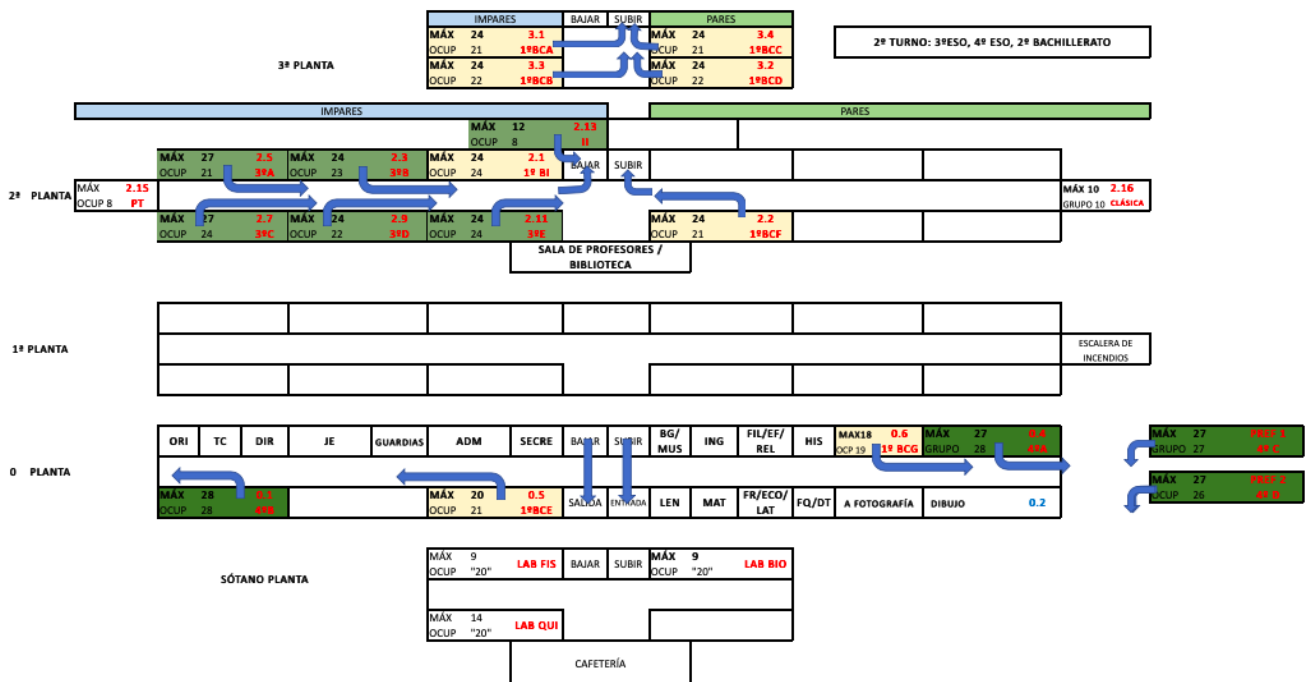 IMPARES BAJAR SUBIR PARES
MÁX 24 3.1 MÁX 24 3.4
OCUP 21 1ºBCA OCUP 21 1ºBCC
2º TURNO: 3ºESO, 4º ESO, 2º BACHILLERATO
MÁX 24 3.3 MÁX 24 3.2
3ª PLANTA OCUP 22 1ºBCB OCUP 22 1ºBCD
IMPARES PARES
MÁX 12 2.13
OCUP 8 II
MÁX 27 2.5 MÁX 24 2.3 MÁX 24 2.1 BAJAR SUBIR
OCUP 21 3ºA OCUP 23 3ºB OCUP 24 1º BI
2ª PLANTA MÁX 2.15 MÁX 10 2.16
OCUP 8 PT GRUPO 10 CLÁSICA
MÁX 27 2.7 MÁX 24 2.9 MÁX 24 2.11 MÁX 24 2.2
OCUP 24 3ºC OCUP 22 3ºD OCUP 24 3ºE OCUP 21 1ºBCF
SALA DE PROFESORES /
BIBLIOTECA
1ª PLANTA
ESCALERA DE
INCENDIOS
ORI TC DIR JE GUARDIAS ADM SECRE BAJAR SUBIR BG/ MUS ING FIL/EF/ REL HIS MAX18 0.6 MÁX 27 0.4 MÁX 27 PREF 1
OCP 19 1º BCG GRUPO 28 4ºA GRUPO 27 4º C
0 PLANTA
MÁX 28 0.1 MÁX 20 0.5 SALIDA ENTRADA LEN MAT FR/ECO/ LAT FQ/DT A FOTOGRAFÍA DIBUJO 0.2 MÁX 27 PREF 2
OCUP 28 4ºB OCUP 21 1ºBCE OCUP 26 4º D
MÁX 9 LAB FIS BAJAR SUBIR MÁX 9 LAB BIO
OCUP "20" OCUP "20"
SÓTANO PLANTA
MÁX 14 LAB QUI
OCUP "20"
CAFETERÍA